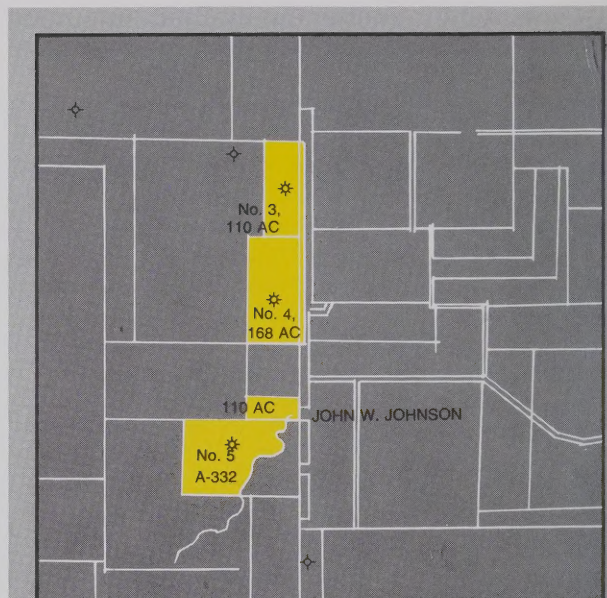 No. 3,
110 AC
No. 4,
168 AC
110 AC
JOHN W. JOHNSON
No. 5
A-332